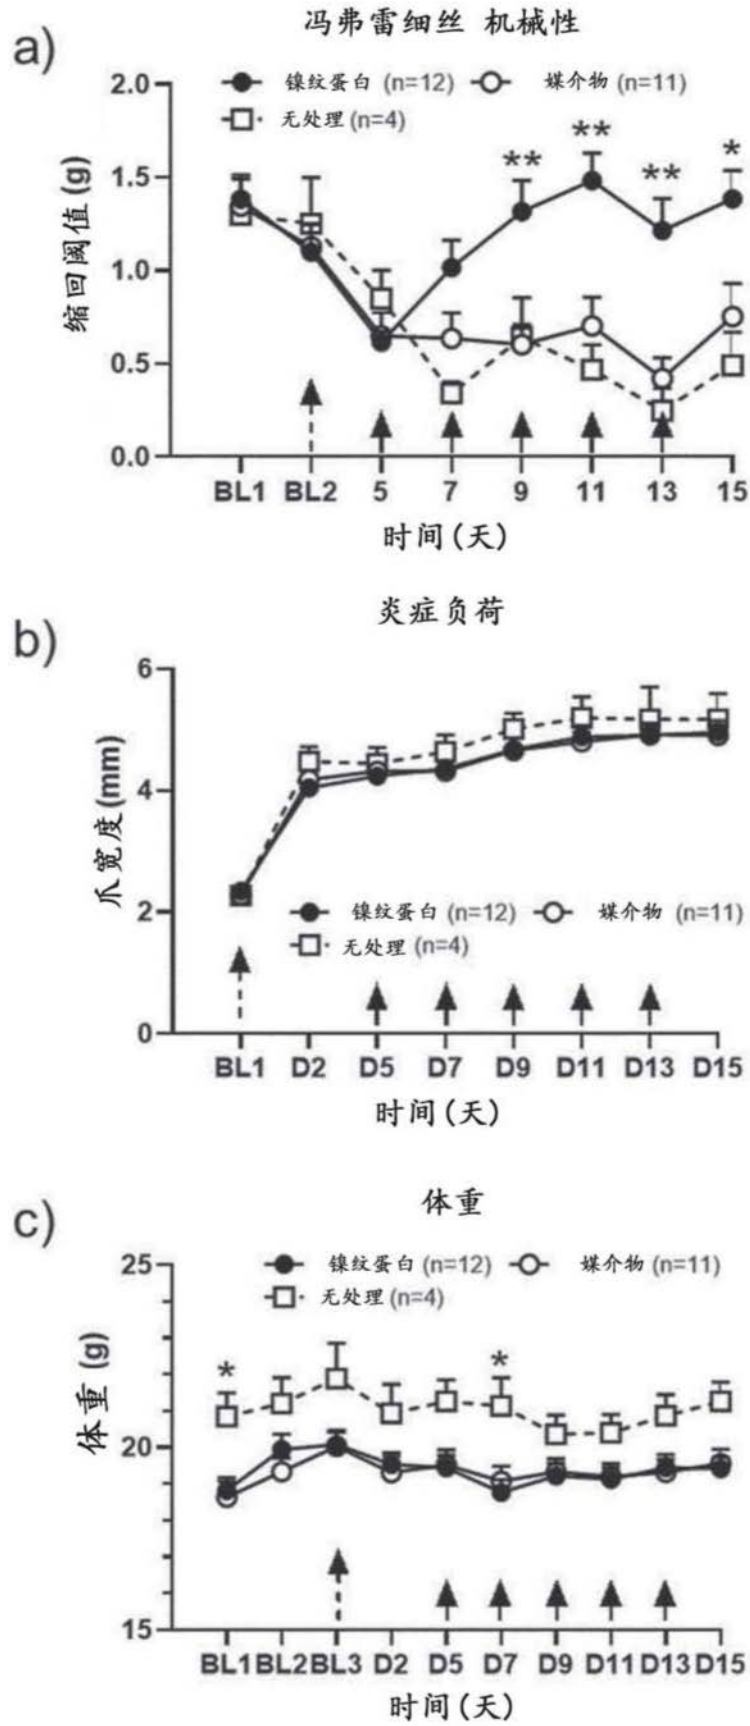 a)
冯弗雷细丝 机械性
镍纹蛋白 (n=12) 媒介物 (n=11)
无处理 (n=4)
缩回阈值 (g)
2.0
1.5
1.0
0.5
0.0
** ** ** *
BL1 BL2 5 7 9 11 13 15
时间(天)
b)
炎症负荷
爪宽度(mm)
6
4
2
0
镍纹蛋白 (n=12) 媒介物 (n=11)
无处理 (n=4)
BL1 D2 D5 D7 D9 D11 D13 D15
时间(天)
c)
体重
镍纹蛋白 (n=12) 媒介物 (n=11)
无处理 (n=4)
体重 (g)
25
20
15
* *
BL1 BL2 BL3 D2 D5 D7 D9 D11 D13 D15
时间(天)